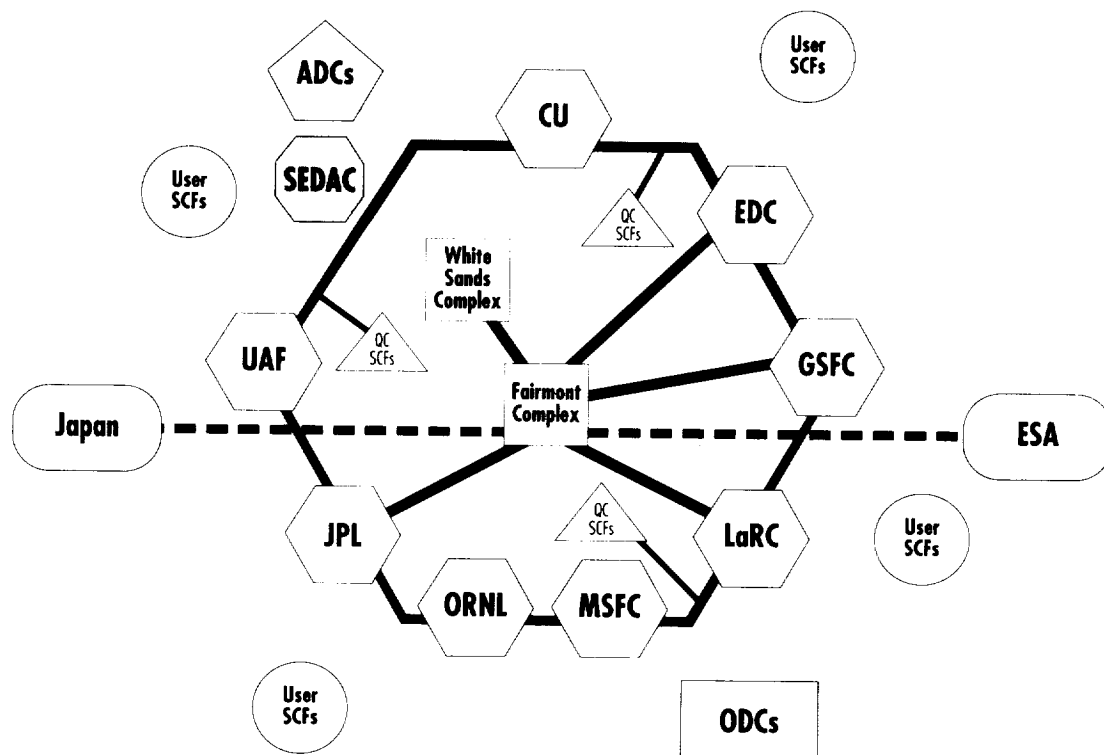 User
SCFs
ADCs
CU
User
SCFs
SEDAC
EDC
QC
SCFs
White
Sands
Complex
UAF
QC
SCFs
GSFC
Fairmont
Complex
Japan
ESA
QC
SCFs
JPL
LaRC
User
SCFs
ORNL
MSFC
User
SCFs
ODCs